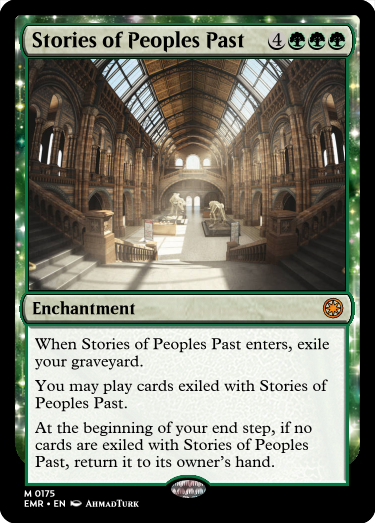 Stories of Peoples Past 4
Enchantment
When Stories of Peoples Past enters, exile
your graveyard.
You may play cards exiled with Stories of
Peoples Past.
At the beginning of your end step, if no
cards are exiled with Stories of Peoples
Past, return it to its owner's hand.
M 0175
EMR • EN AhmadTurk